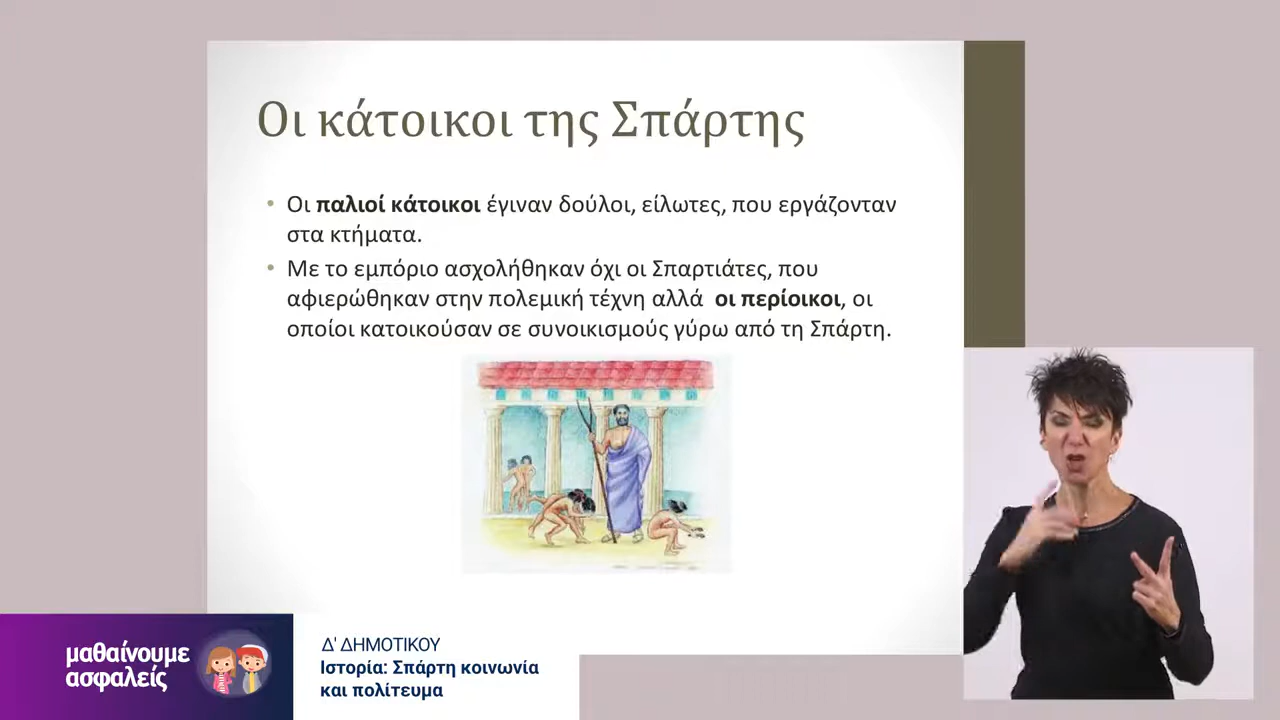 Οι κάτοικοι της Σπάρτης
• Οι παλιοί κάτοικοι έγιναν δούλοι, είλωτες, που εργάζονταν
στα κτήματα.
• Με το εμπόριο ασχολήθηκαν όχι οι Σπαρτιάτες, που
αφιερώθηκαν στην πολεμική τέχνη αλλά οι περίοικοι, οι
οποίοι κατοικούσαν σε συνοικισμούς γύρω από τη Σπάρτη.
μαθαίνουμε
ασφαλείς
Δ' ΔΗΜΟΤΙΚΟΥ
Ιστορία: Σπάρτη κοινωνία
και πολίτευμα